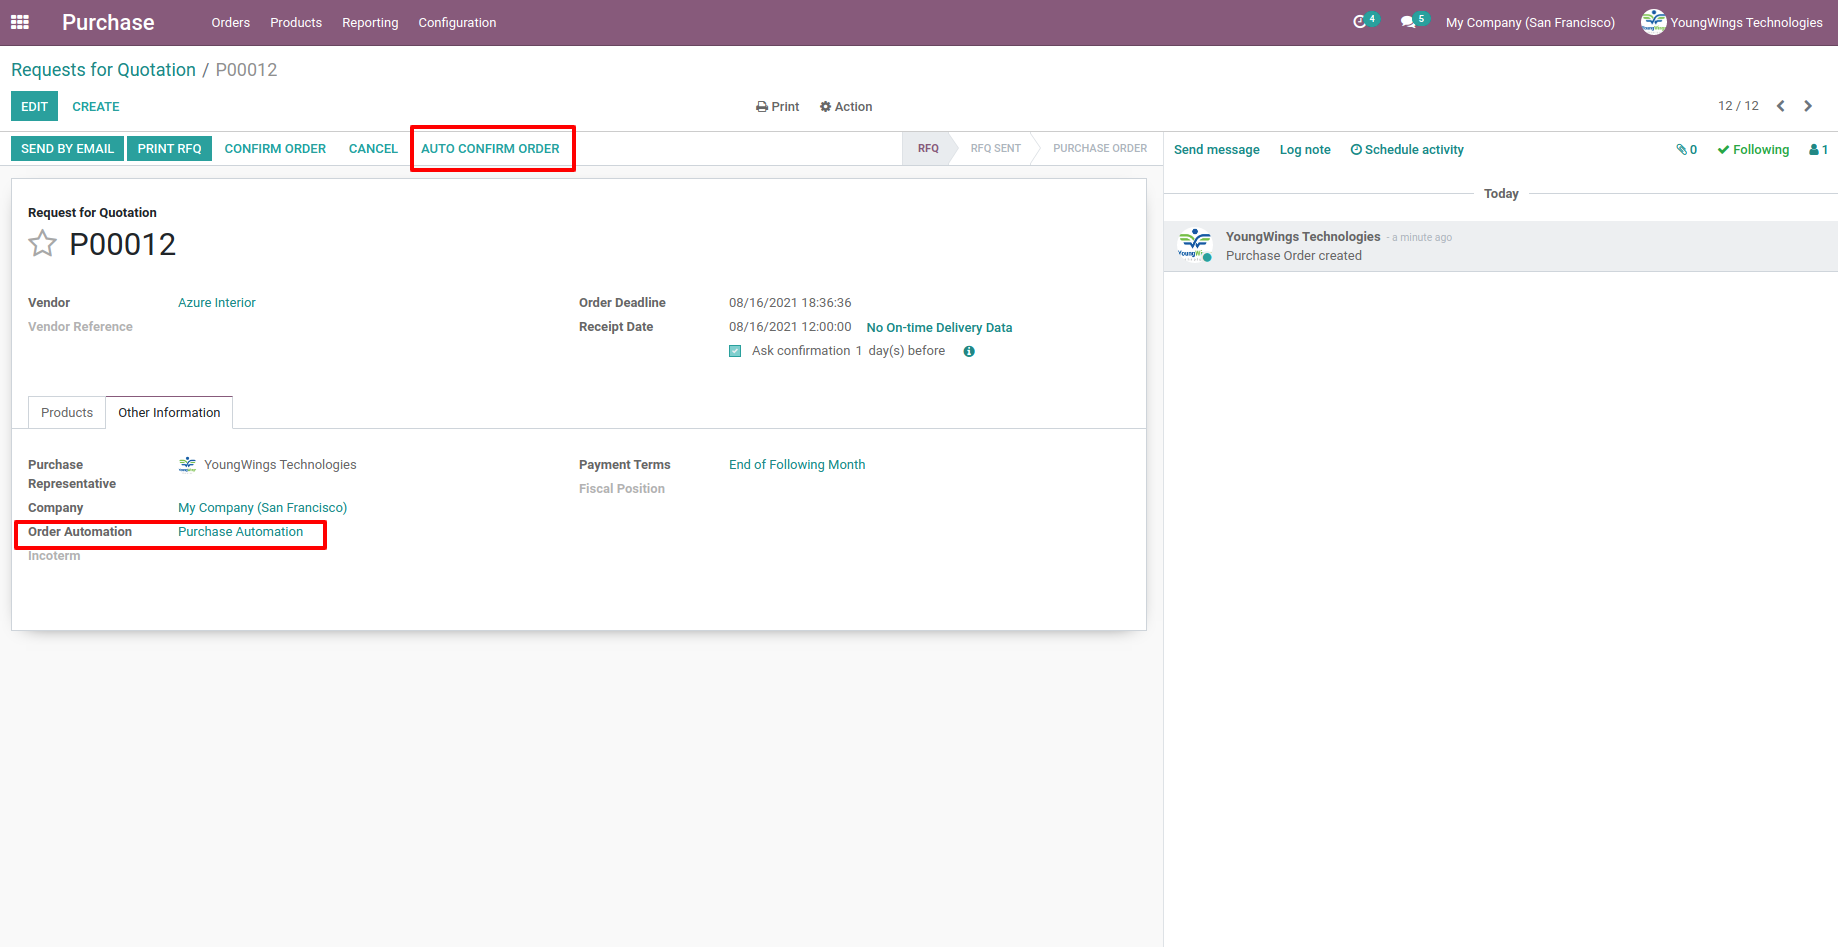 Purchase
Orders
Products
Reporting
Configuration
4
5
My Company (San Francisco)
YoungWings Technologies
Requests for Quotation / P00012
EDIT
CREATE
Print
Action
12 / 12
SEND BY EMAIL
PRINT RFQ
CONFIRM ORDER
CANCEL
AUTO CONFIRM ORDER
RFQ
RFQ SENT
PURCHASE ORDER
Send message
Log note
Schedule activity
0
Following
1
Today
YoungWings Technologies - a minute ago
Purchase Order created
Request for Quotation
P00012
Vendor
Azure Interior
Vendor Reference
Order Deadline
08/16/2021 18:36:36
Receipt Date
08/16/2021 12:00:00
No On-time Delivery Data
Ask confirmation 1 day(s) before
Products
Other Information
Purchase
Representative
YoungWings Technologies
Company
My Company (San Francisco)
Order Automation
Purchase Automation
Incoterm
Payment Terms
End of Following Month
Fiscal Position